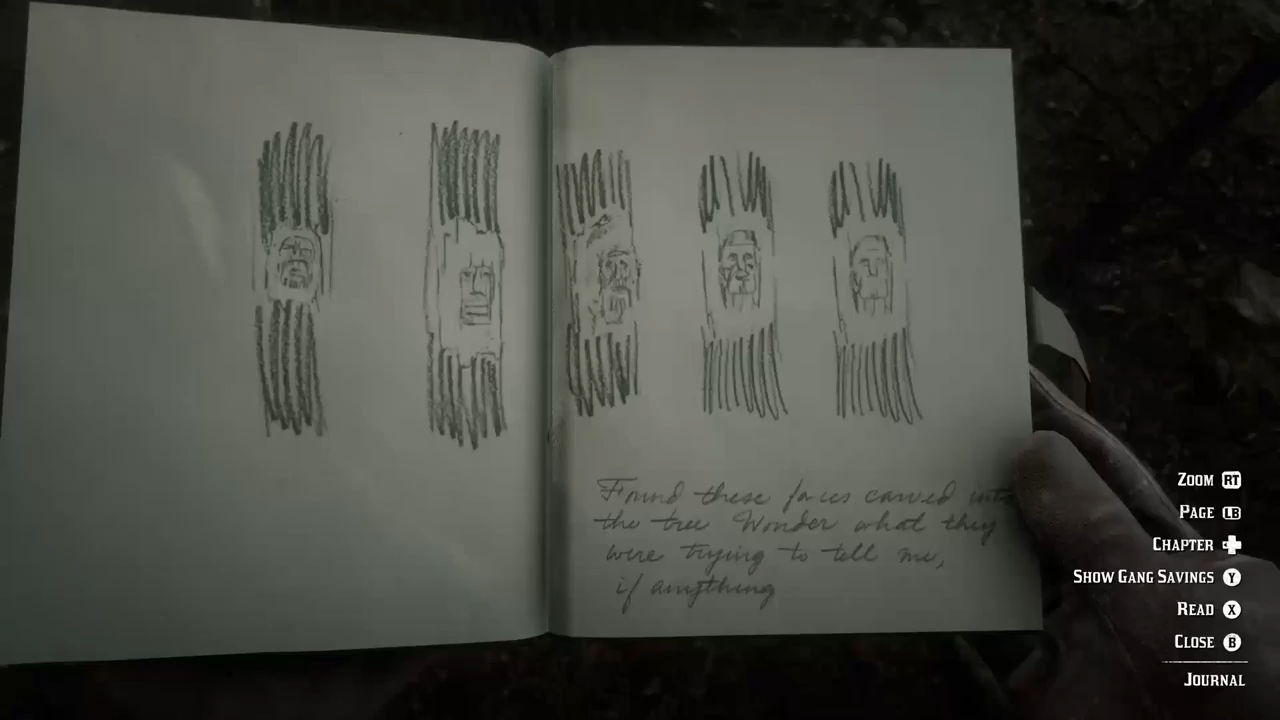 Found these faces carved into
the tree Wonder what they
were trying to tell me,
if anything
ZOOM RT
PAGE LB
CHAPTER
SHOW GANG SAVINGS Y
READ X
CLOSE B
JOURNAL